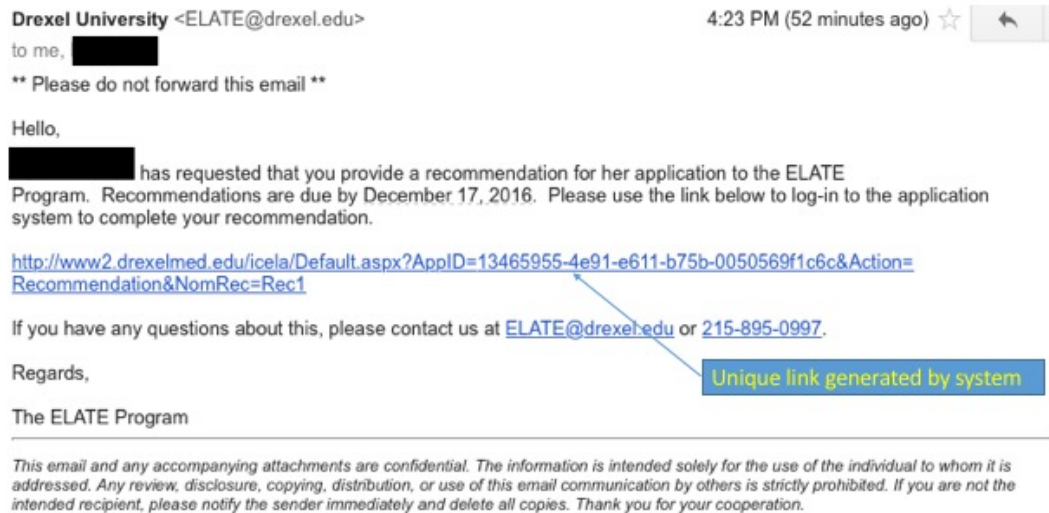 Drexel University <ELATE@drexel.edu> 4:23 PM (52 minutes ago)
to me,
** Please do not forward this email **
Hello,
has requested that you provide a recommendation for her application to the ELATE
Program. Recommendations are due by December 17, 2016. Please use the link below to log-in to the application
system to complete your recommendation.
http://www2.drexelmed.edu/icela/Default.aspx?AppID=13465955-4e91-e611-b75b-0050569f1c6c&Action=
Recommendation&NomRec=Rec1
If you have any questions about this, please contact us at ELATE@drexel.edu or 215-895-0997.
Regards,
Unique link generated by system
The ELATE Program
This email and any accompanying attachments are confidential. The information is intended solely for the use of the individual to whom it is
addressed. Any review, disclosure, copying, distribution, or use of this email communication by others is strictly prohibited. If you are not the
intended recipient, please notify the sender immediately and delete all copies. Thank you for your cooperation.